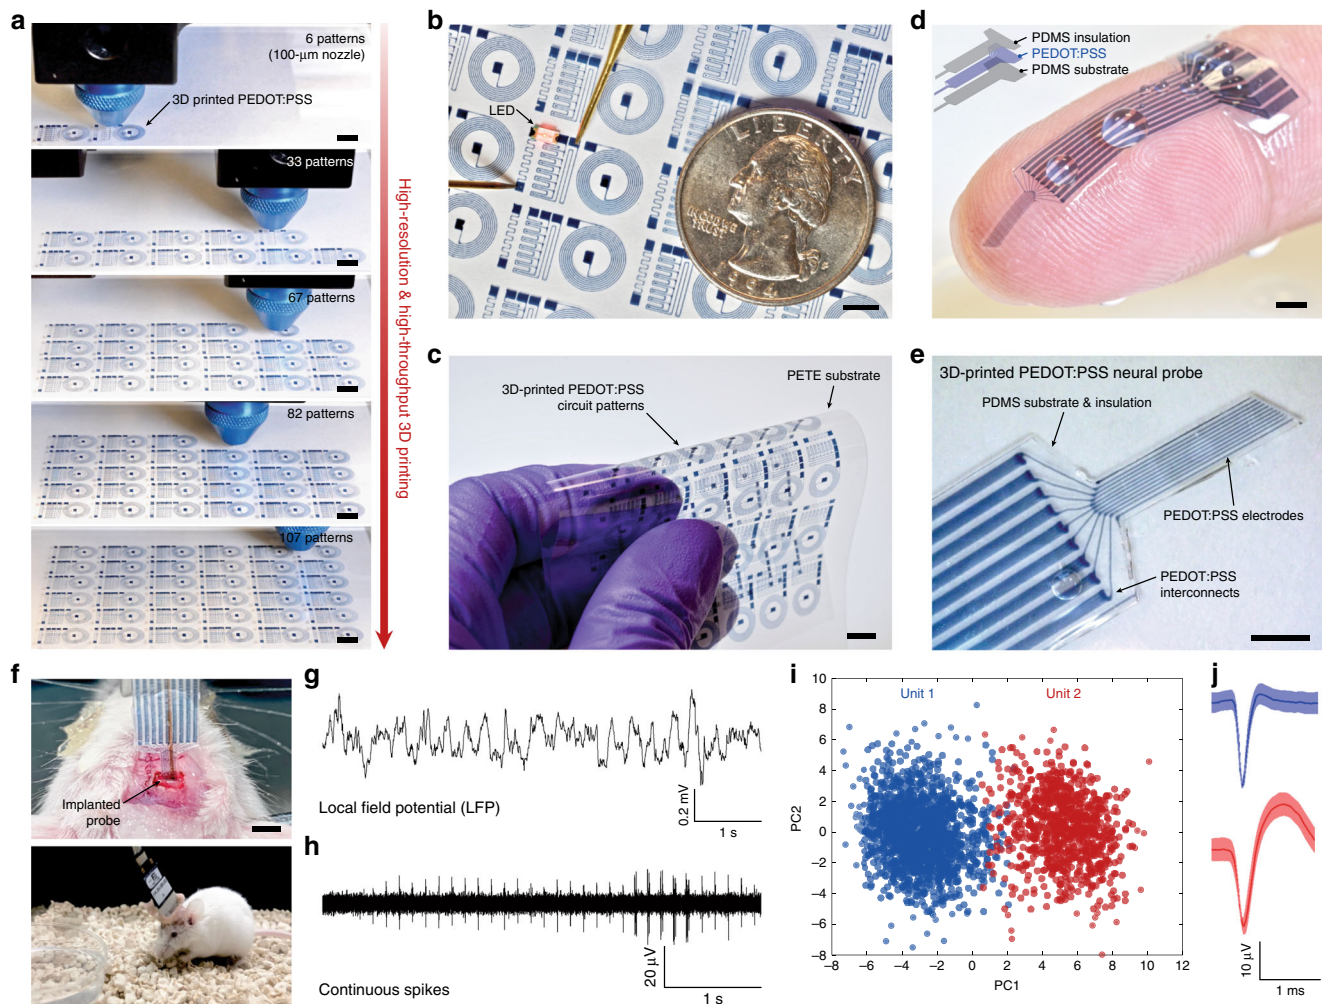 a
6 patterns
(100-μm nozzle)
3D printed PEDOT:PSS
33 patterns
67 patterns
82 patterns
107 patterns
High-resolution & high-throughput 3D printing
b
LED
LIBERTY
TRUST
c
3D-printed PEDOT:PSS
circuit patterns
PETE substrate
d
PDMS insulation
PEDOT:PSS
PDMS substrate
e
3D-printed PEDOT:PSS neural probe
PDMS substrate & insulation
PEDOT:PSS electrodes
PEDOT:PSS
interconnects
f
Implanted
probe
g
Local field potential (LFP)
0.2 mV
1 s
h
Continuous spikes
20 μV
1 s
i
Unit 1
Unit 2
10
8
6
4
2
0
−2
−4
−6
−8
PC2
−8
−6
−4
−2
0
2
4
6
8
10
12
PC1
j
10 μV
1 ms